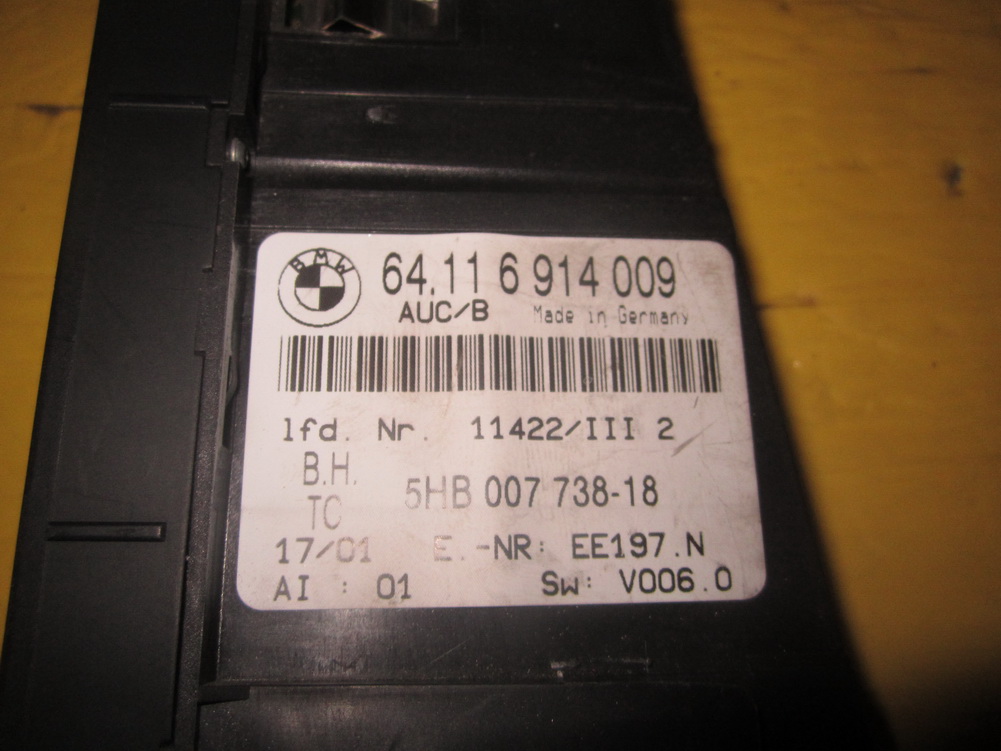 BMW 64.11 6 914 009
AUC/B Made in Germany
lfd. Nr. 11422/III 2
B.H.
TC 5HB 007 738-18
17/01 E.-NR: EE197.N
AI : 01 Sw: V006.0